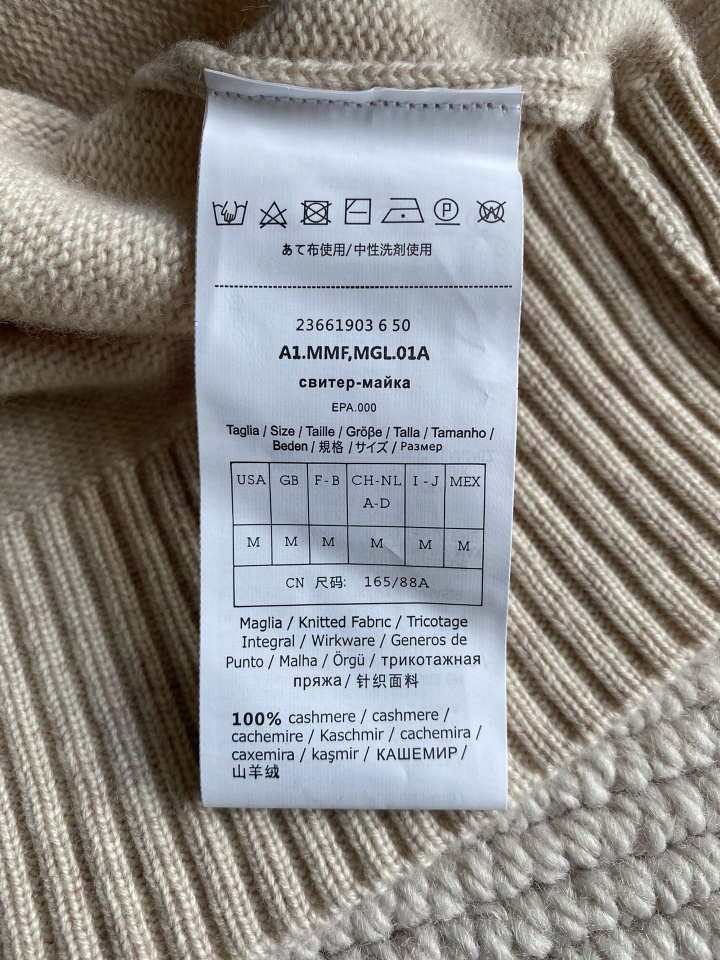 P W
あて布使用/中性洗剤使用
23661903 6 50
A1.MMF,MGL.01A
свитер-майка
EPA.000
Taglia / Size / Taille / Größe / Talla / Tamanho /
Beden / 規格 / サイズ / Размер
USA GB F-B CH-NL I-J MEX
A-D
M M M M M M
CN 尺码: 165/88A
Maglia / Knitted Fabric / Tricotage
Integral / Wirkware / Generos de
Punto / Malha / Örgü / трикотажная
пряжа / 针织面料
100% cashmere / cashmere /
cachemire / Kaschmir / cachemira /
caxemira / kaşmir / КАШЕМИР /
山羊绒